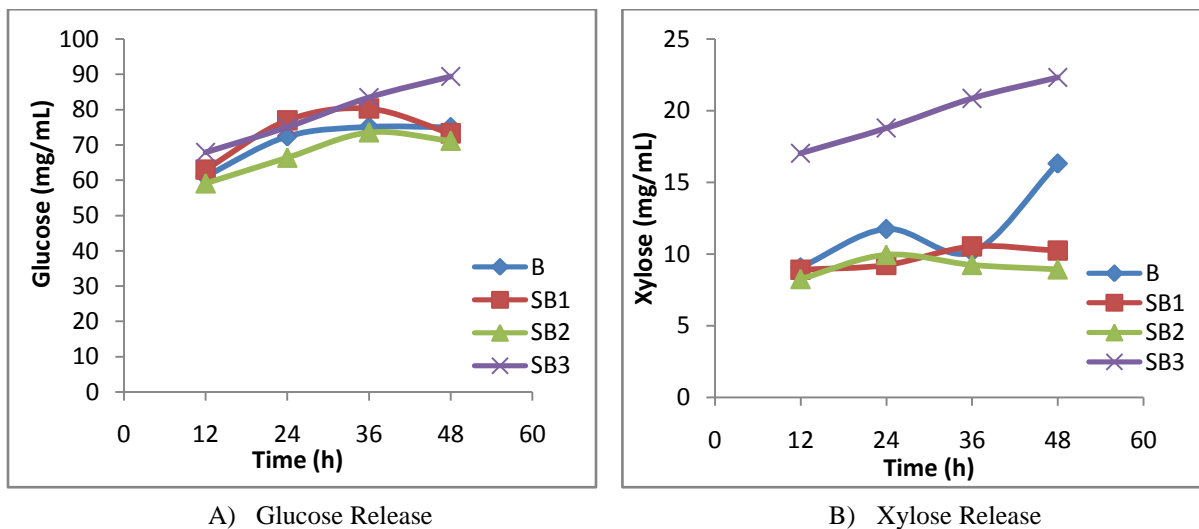 100
90
80
70
60
50
40
30
20
10
0
Glucose (mg/mL)
0 12 24 36 48 60
Time (h)
B
SB1
SB2
SB3
A) Glucose Release
25
20
15
10
5
0
Xylose (mg/mL)
0 12 24 36 48 60
Time (h)
B
SB1
SB2
SB3
B) Xylose Release